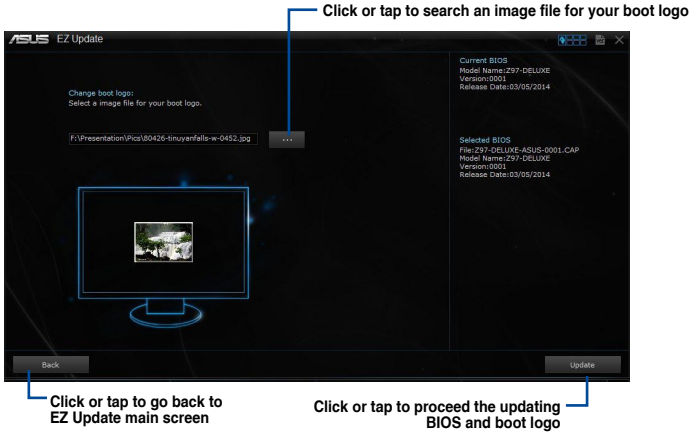 Click or tap to search an image file for your boot logo
ASUS EZ Update
Current BIOS
Model Name:Z97-DELUXE
Version:0001
Release Date:03/05/2014
Change boot logo:
Select a image file for your boot logo.
F:\Presentation\Pics\80426-tinuyanfalls-w-0452.jpg
...
Selected BIOS
File:Z97-DELUXE-ASUS-0001.CAP
Model Name:Z97-DELUXE
Version:0001
Release Date:03/05/2014
Back
Update
Click or tap to go back to
EZ Update main screen
Click or tap to proceed the updating
BIOS and boot logo